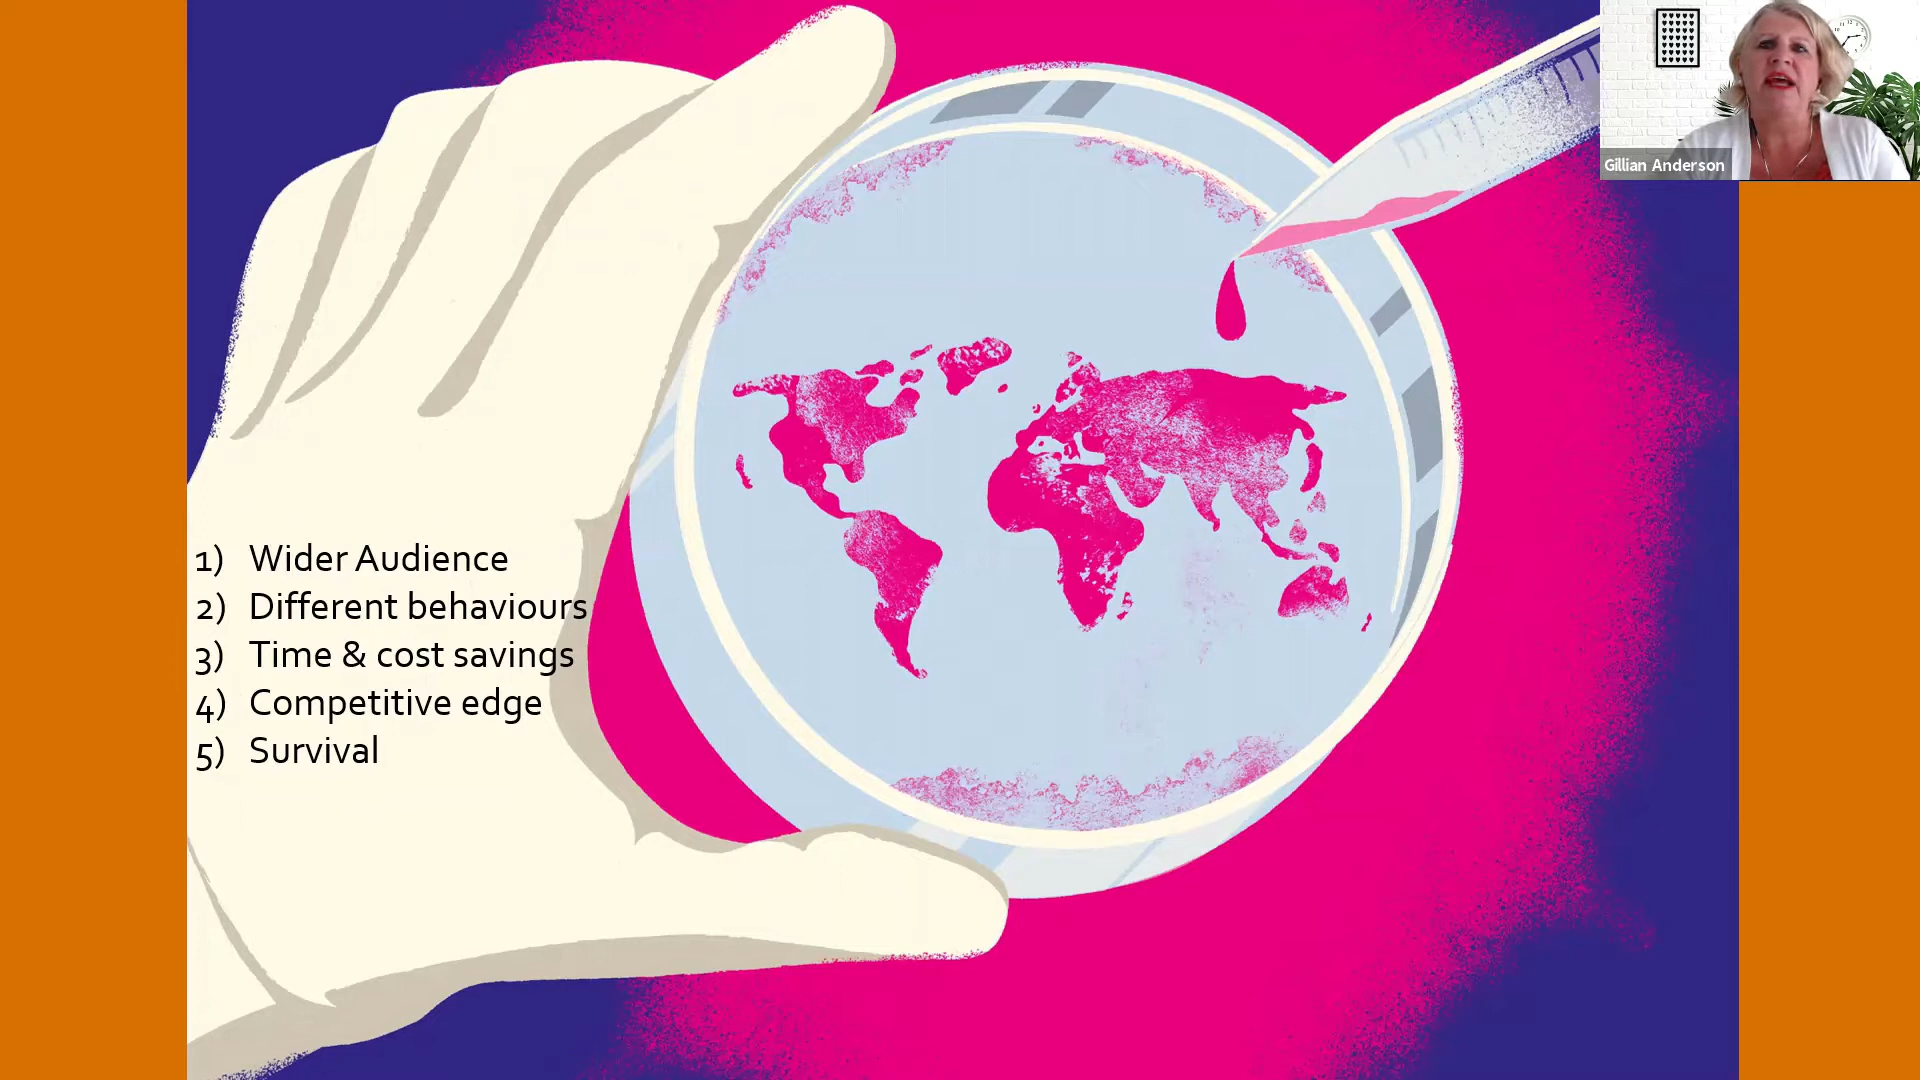 Gillian Anderson
1) Wider Audience
2) Different behaviours
3) Time & cost savings
4) Competitive edge
5) Survival